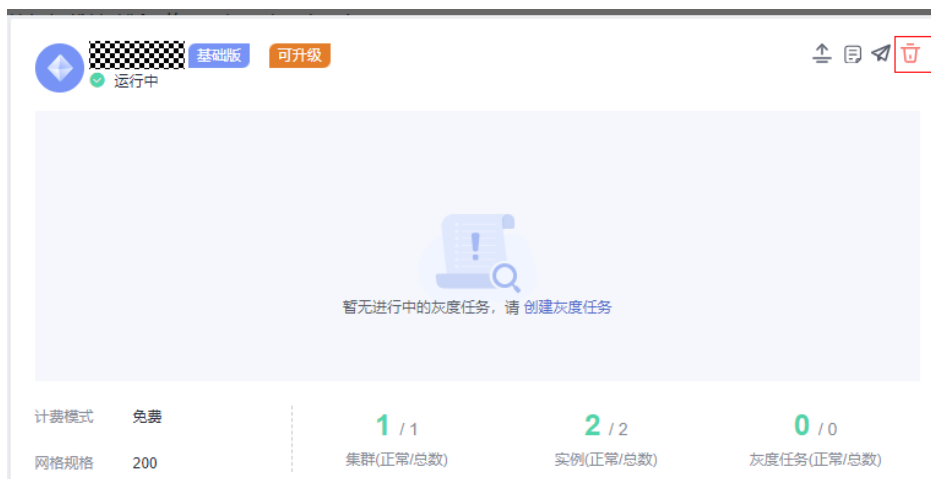 基础版 可升级
运行中
暂无进行中的灰度任务，请 创建灰度任务
计费模式 免费
1 / 1 2 / 2 0 / 0
集群(正常/总数) 实例(正常/总数) 灰度任务(正常/总数)
网格规格 200